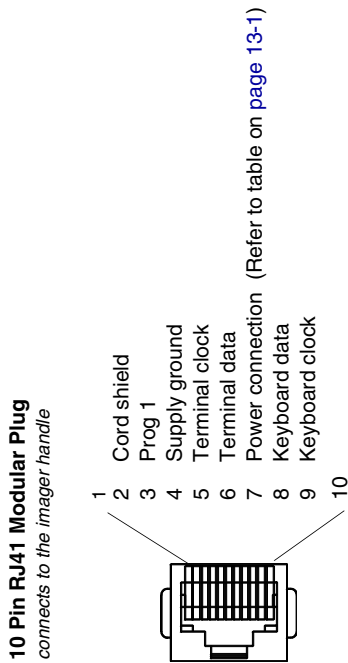 10 Pin RJ41 Modular Plug
connects to the imager handle
1
2 Cord shield
3 Prog 1
4 Supply ground
5 Terminal clock
6 Terminal data
7 Power connection (Refer to table on page 13-1)
8 Keyboard data
9 Keyboard clock
10